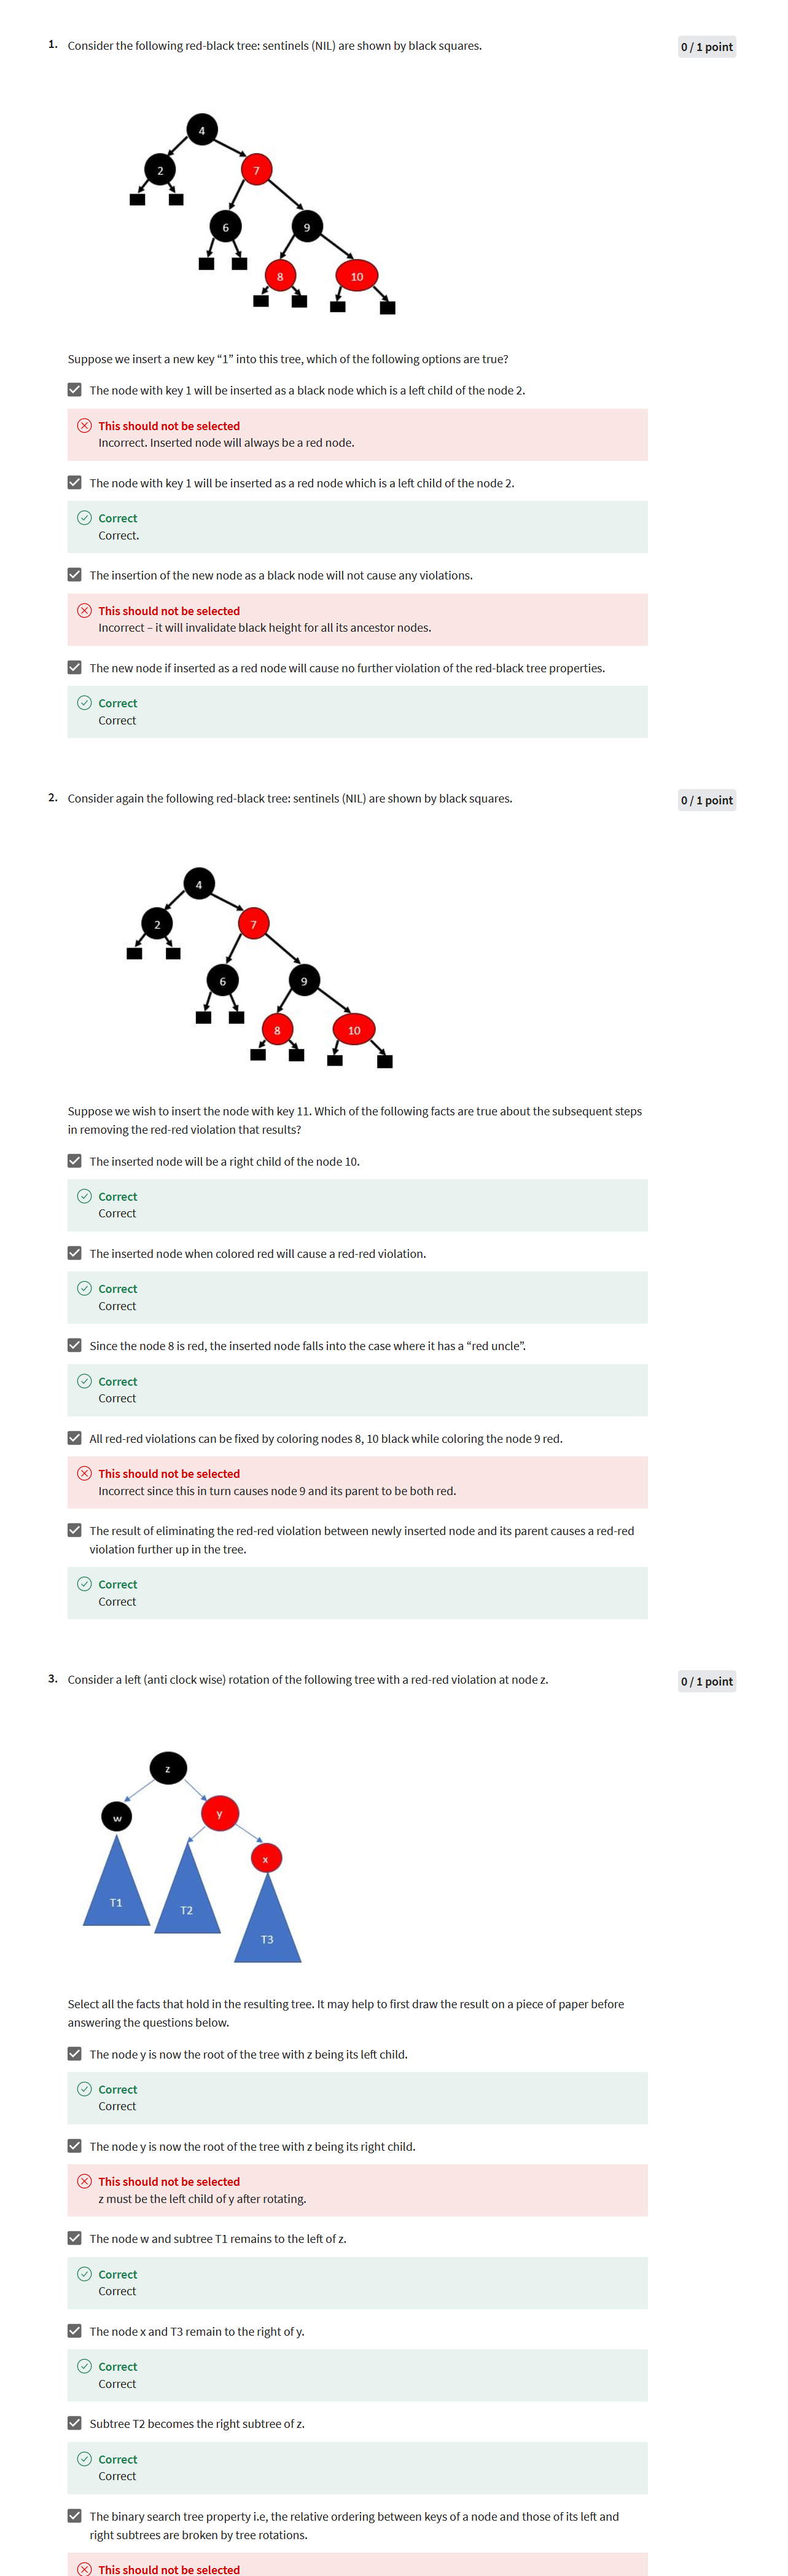 1. Consider the following red-black tree: sentinels (NIL) are shown by black squares.
0 / 1 point
4
2
7
6
9
8
10
Suppose we insert a new key “1” into this tree, which of the following options are true?
The node with key 1 will be inserted as a black node which is a left child of the node 2.
This should not be selected
Incorrect. Inserted node will always be a red node.
The node with key 1 will be inserted as a red node which is a left child of the node 2.
Correct
Correct.
The insertion of the new node as a black node will not cause any violations.
This should not be selected
Incorrect – it will invalidate black height for all its ancestor nodes.
The new node if inserted as a red node will cause no further violation of the red-black tree properties.
Correct
Correct
2. Consider again the following red-black tree: sentinels (NIL) are shown by black squares.
0 / 1 point
4
2
7
6
9
8
10
Suppose we wish to insert the node with key 11. Which of the following facts are true about the subsequent steps
in removing the red-red violation that results?
The inserted node will be a right child of the node 10.
Correct
Correct
The inserted node when colored red will cause a red-red violation.
Correct
Correct
Since the node 8 is red, the inserted node falls into the case where it has a “red uncle”.
Correct
Correct
All red-red violations can be fixed by coloring nodes 8, 10 black while coloring the node 9 red.
This should not be selected
Incorrect since this in turn causes node 9 and its parent to be both red.
The result of eliminating the red-red violation between newly inserted node and its parent causes a red-red
violation further up in the tree.
Correct
Correct
3. Consider a left (anti clock wise) rotation of the following tree with a red-red violation at node z.
0 / 1 point
z
w
y
x
T1
T2
T3
Select all the facts that hold in the resulting tree. It may help to first draw the result on a piece of paper before
answering the questions below.
The node y is now the root of the tree with z being its left child.
Correct
Correct
The node y is now the root of the tree with z being its right child.
This should not be selected
z must be the left child of y after rotating.
The node w and subtree T1 remains to the left of z.
Correct
Correct
The node x and T3 remain to the right of y.
Correct
Correct
Subtree T2 becomes the right subtree of z.
Correct
Correct
The binary search tree property i.e, the relative ordering between keys of a node and those of its left and
right subtrees are broken by tree rotations.
This should not be selected